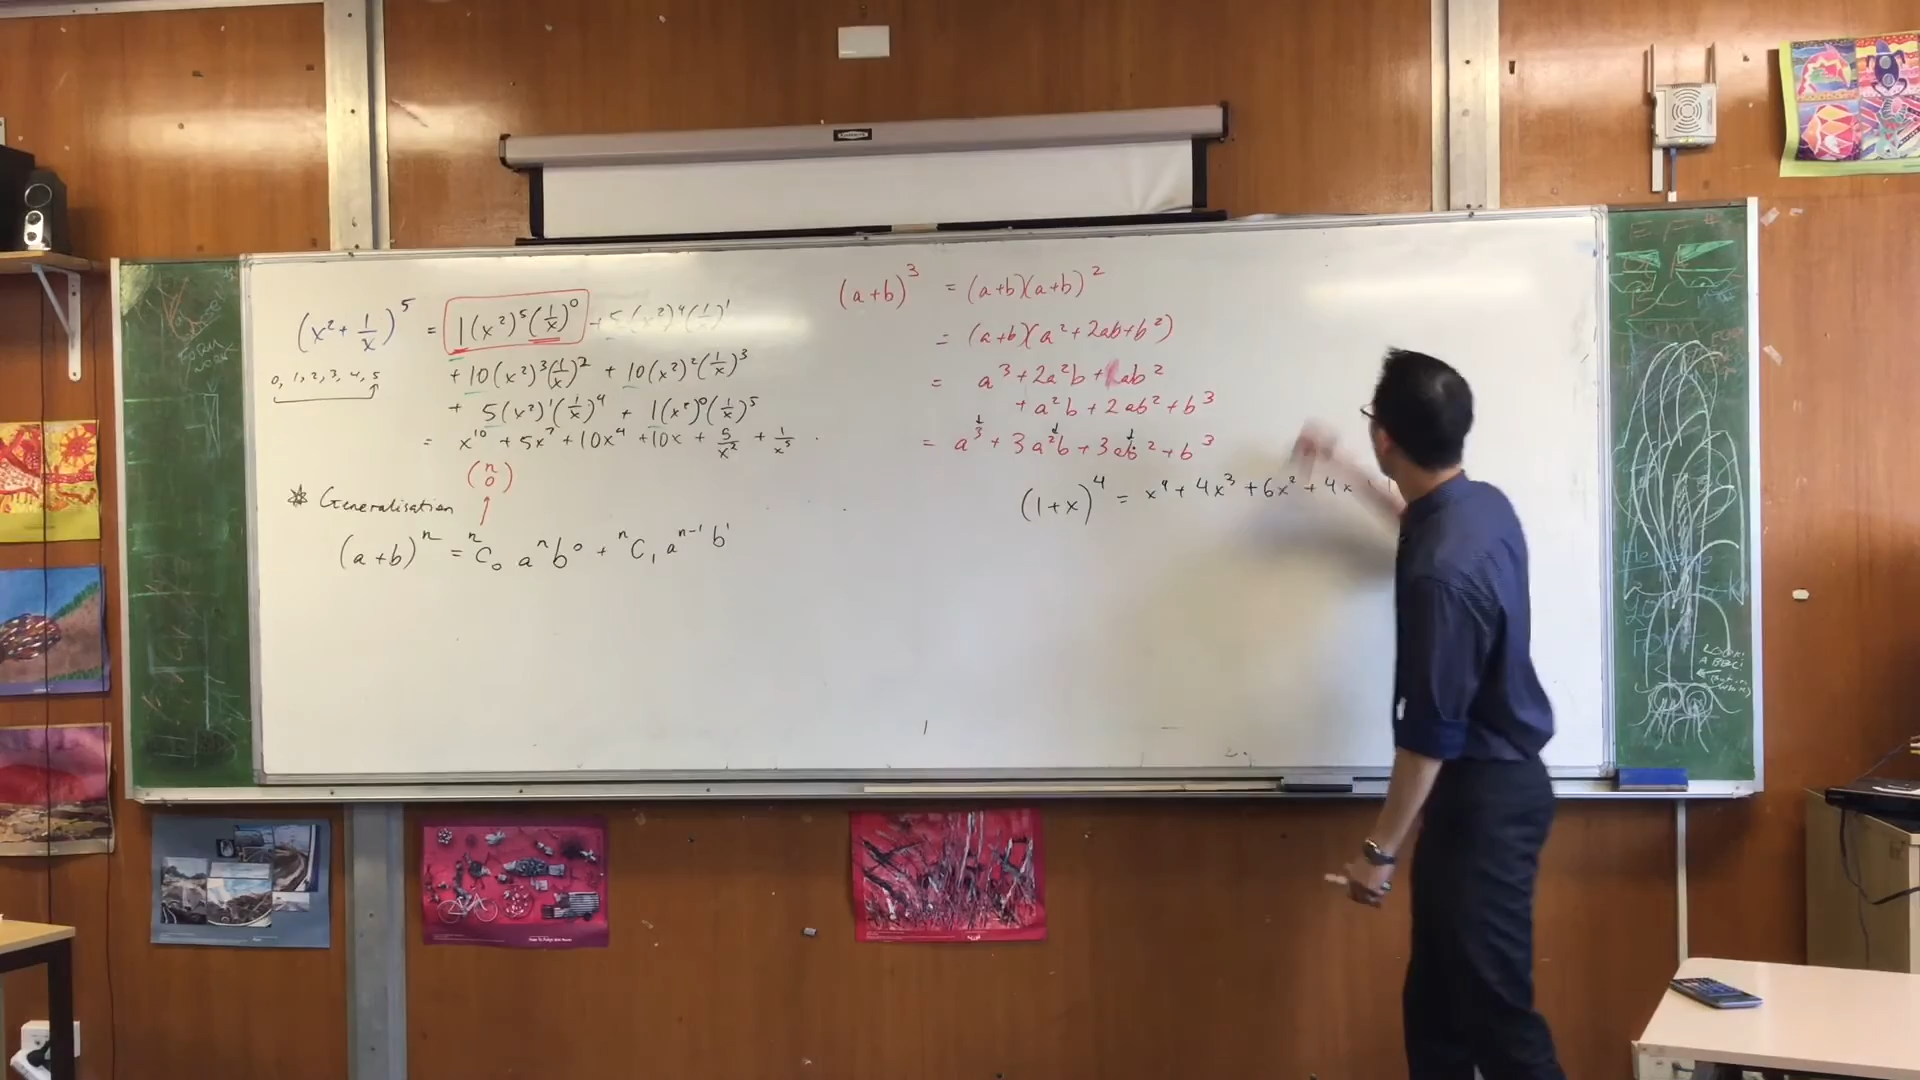 (x² + 1/x)⁵ = 1(x²)⁵(1/x)⁰ + 5(x²)⁴(1/x)¹
0, 1, 2, 3, 4, 5
+ 10(x²)³(1/x)² + 10(x²)²(1/x)³
+ 5(x²)¹(1/x)⁴ + 1(x²)⁰(1/x)⁵
= x¹⁰ + 5x⁷ + 10x⁴ + 10x + 5/x² + 1/x⁵
(n 0)
* Generalisation
(a+b)ⁿ = ⁿC₀ aⁿb⁰ + ⁿC₁ aⁿ⁻¹ b¹
(a+b)³ = (a+b)(a+b)²
= (a+b)(a² + 2ab + b²)
= a³ + 2a²b + ab²
+ a²b + 2ab² + b³
= a³ + 3a²b + 3ab² + b³
(1+x)⁴ = x⁴ + 4x³ + 6x² + 4x
LOOK!